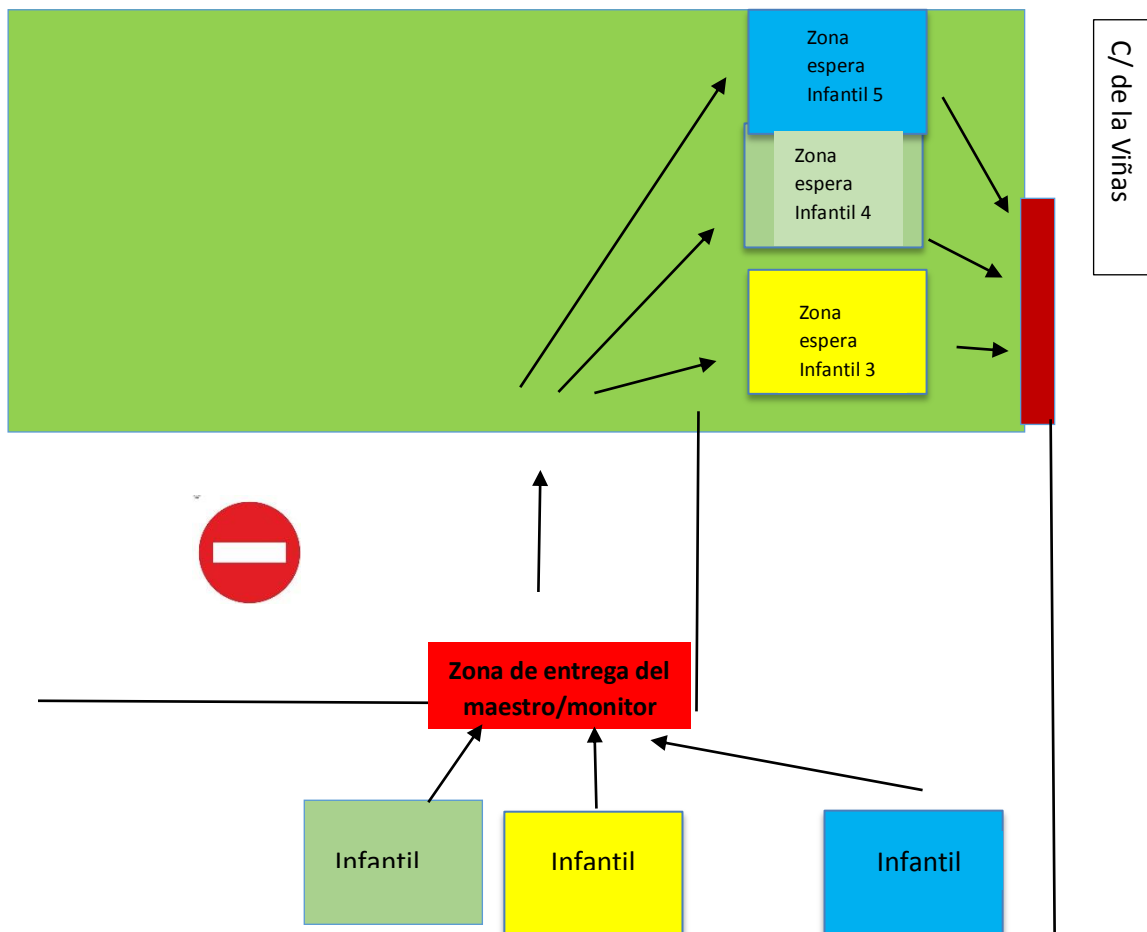 Zona
espera
Infantil 5
Zona
espera
Infantil 4
Zona
espera
Infantil 3
C/ de la Viñas
Zona de entrega del
maestro/monitor
Infantil
Infantil
Infantil